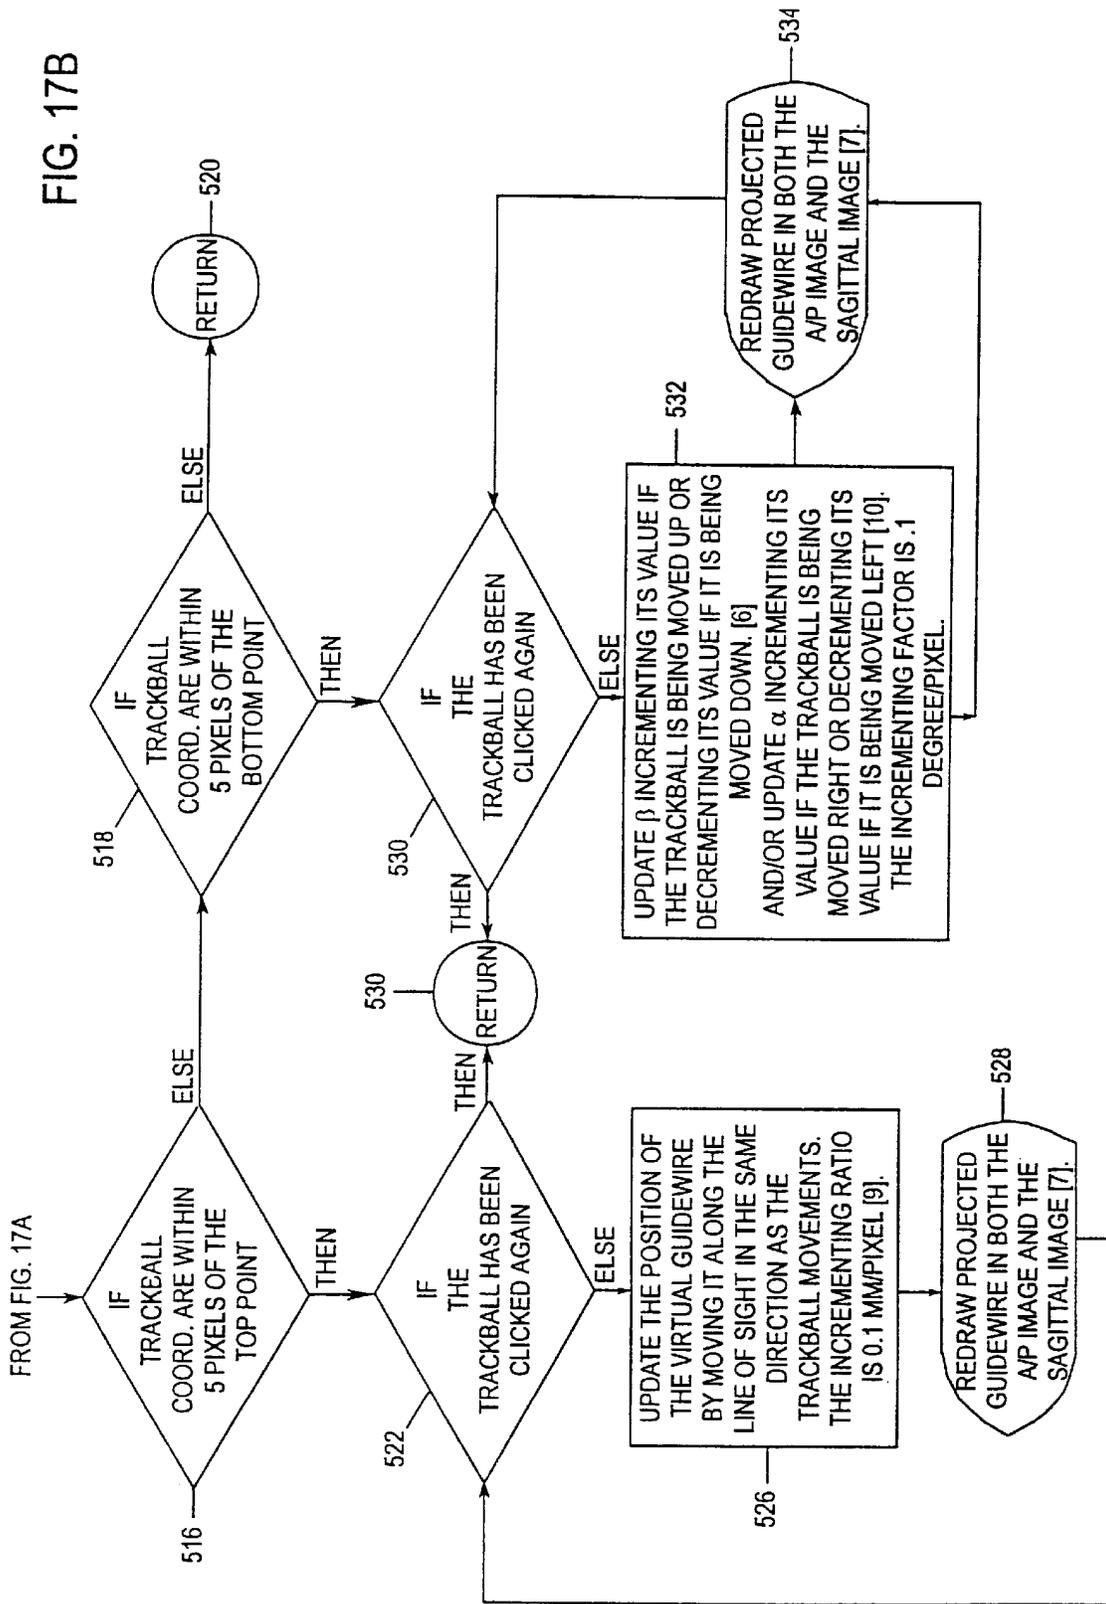 FIG. 17B
FROM FIG. 17A
IF
TRACKBALL
COORD. ARE WITHIN
5 PIXELS OF THE
TOP POINT
516
ELSE
THEN
IF
TRACKBALL
COORD. ARE WITHIN
5 PIXELS OF THE
BOTTOM POINT
518
ELSE
THEN
RETURN
520
IF
THE
TRACKBALL HAS BEEN
CLICKED AGAIN
522
THEN
ELSE
RETURN
530
IF
THE
TRACKBALL HAS BEEN
CLICKED AGAIN
530
THEN
ELSE
UPDATE THE POSITION OF
THE VIRTUAL GUIDEWIRE
BY MOVING IT ALONG THE
LINE OF SIGHT IN THE SAME
DIRECTION AS THE
TRACKBALL MOVEMENTS.
THE INCREMENTING RATIO
IS 0.1 MM/PIXEL [9].
526
REDRAW PROJECTED
GUIDEWIRE IN BOTH THE
A/P IMAGE AND THE
SAGITTAL IMAGE [7].
528
UPDATE β INCREMENTING ITS VALUE IF
THE TRACKBALL IS BEING MOVED UP OR
DECREMENTING ITS VALUE IF IT IS BEING
MOVED DOWN. [6]
AND/OR UPDATE α INCREMENTING ITS
VALUE IF THE TRACKBALL IS BEING
MOVED RIGHT OR DECREMENTING ITS
VALUE IF IT IS BEING MOVED LEFT [10].
THE INCREMENTING FACTOR IS .1
DEGREE/PIXEL.
532
REDRAW PROJECTED
GUIDEWIRE IN BOTH THE
A/P IMAGE AND THE
SAGITTAL IMAGE [7].
534